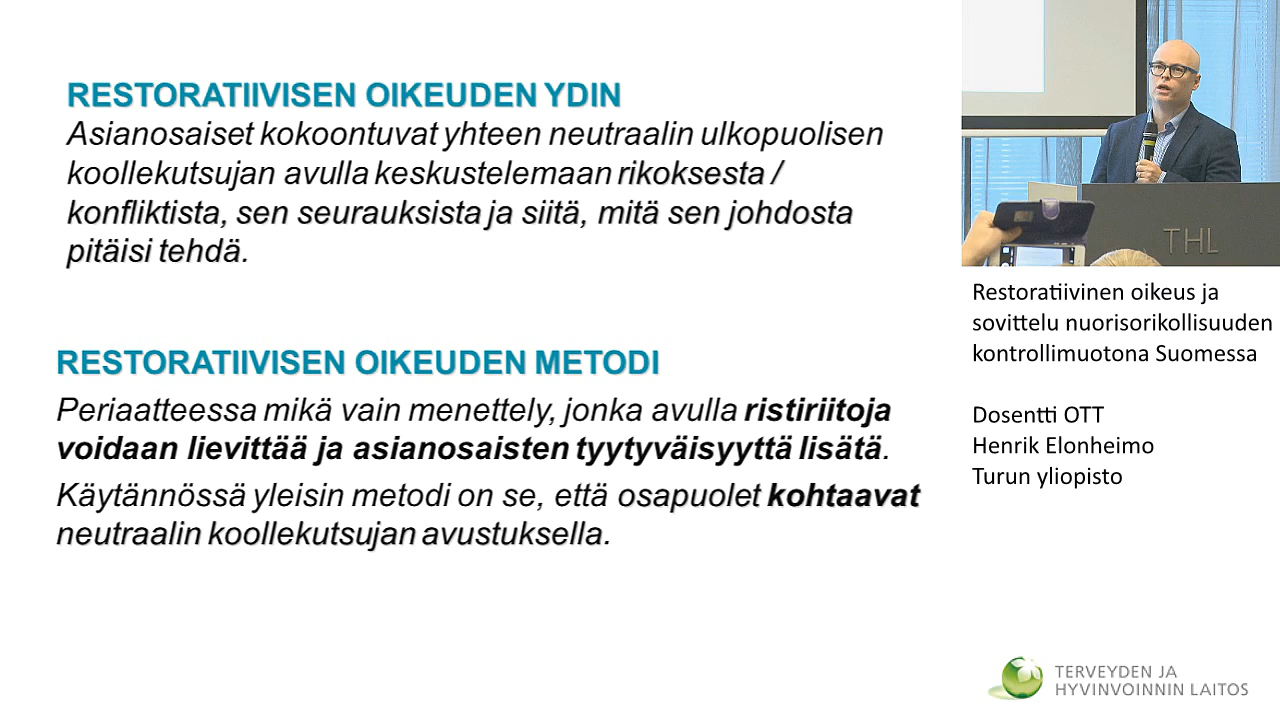 RESTORATIIVISEN OIKEUDEN YDIN
Asianosaiset kokoontuvat yhteen neutraalin ulkopuolisen
koollekutsujan avulla keskustelemaan rikoksesta /
konfliktista, sen seurauksista ja siitä, mitä sen johdosta
pitäisi tehdä.
RESTORATIIVISEN OIKEUDEN METODI
Periaatteessa mikä vain menettely, jonka avulla ristiriitoja
voidaan lievittää ja asianosaisten tyytyväisyyttä lisätä.
Käytännössä yleisin metodi on se, että osapuolet kohtaavat
neutraalin koollekutsujan avustuksella.
THL
Restoratiivinen oikeus ja
sovittelu nuorisorikollisuuden
kontrollimuotona Suomessa
Dosentti OTT
Henrik Elonheimo
Turun yliopisto
TERVEYDEN JA
HYVINVOINNIN LAITOS